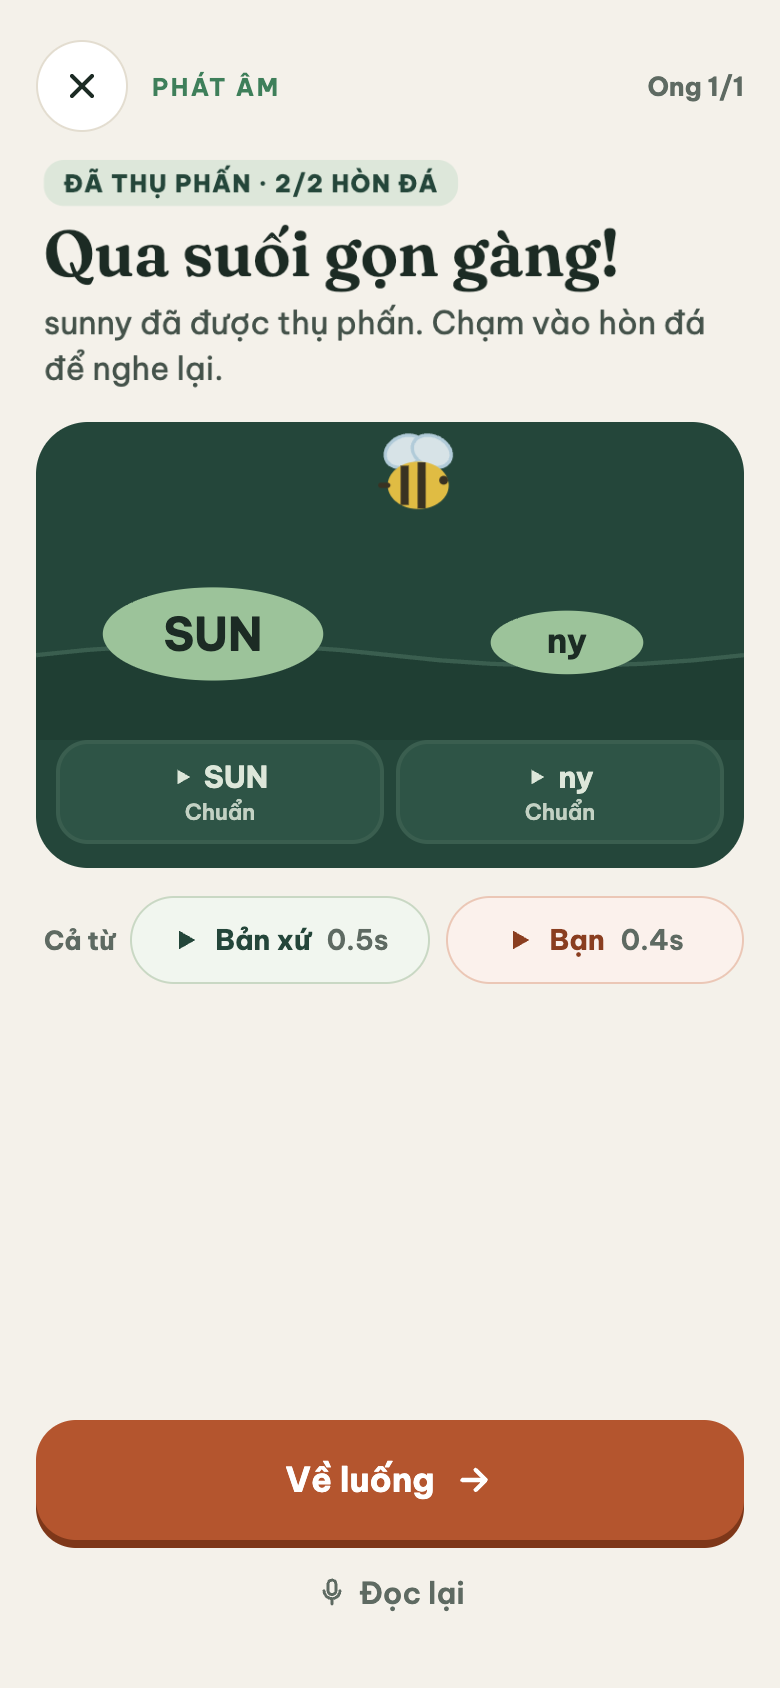 PHÁT ÂM
Ong 1/1
ĐÃ THỤ PHẤN · 2/2 HÒN ĐÁ
Qua suối gọn gàng!
sunny đã được thụ phấn. Chạm vào hòn đá
để nghe lại.
SUN
ny
SUN
Chuẩn
ny
Chuẩn
Cả từ
Bản xứ 0.5s
Bạn 0.4s
Về luống →
Đọc lại